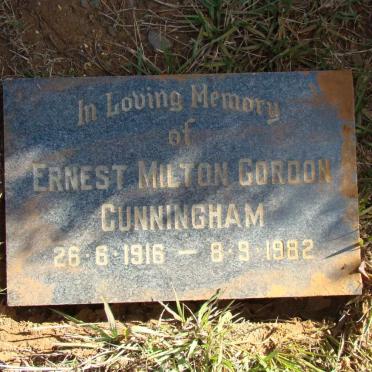 In Loving Memory
of
ERNEST MILTON GORDON
CUNNINGHAM
26·6·1916 – 8·9·1982